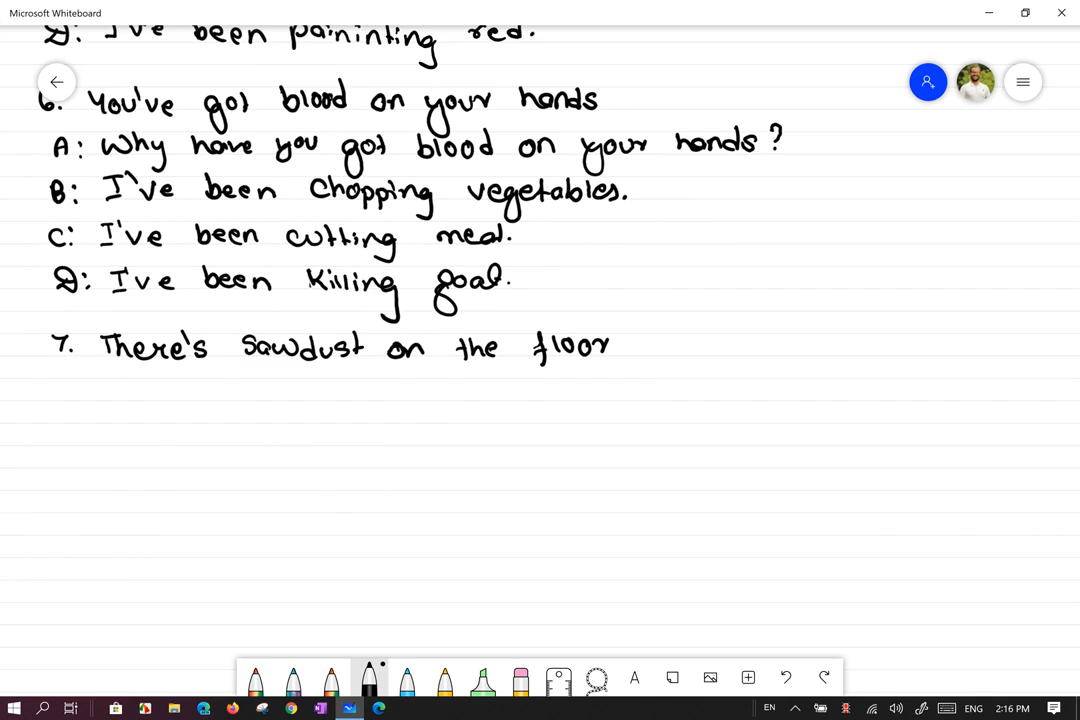 Microsoft Whiteboard
D: I've been painінting red.
6. You've got blood on your hands
A: Why have you got blood on your hands?
B: I've been chopping vegetables.
C: I've been cutting meat.
D: I've been killing goat.
7. There's sawdust on the floor
A
EN
ENG
2:16 PM